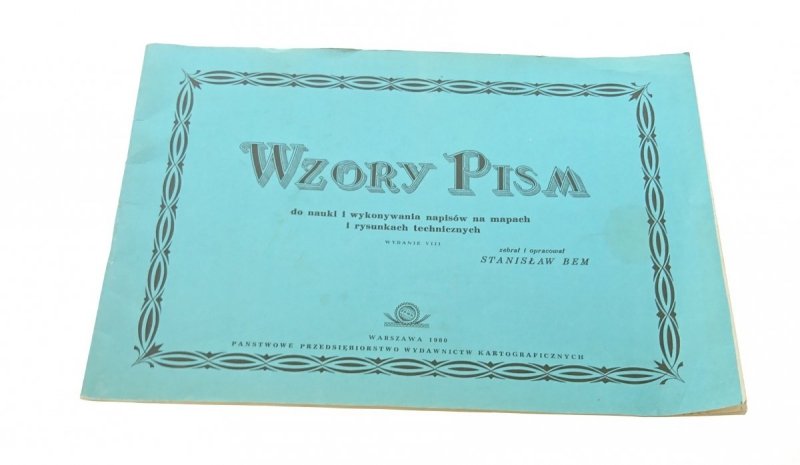 WZORY PISM
do nauki i wykonywania napisów na mapach
i rysunkach technicznych
WYDANIE VIII
zebrał i opracował
STANISŁAW BEM
WARSZAWA 1980
PAŃSTWOWE PRZEDSIĘBIORSTWO WYDAWNICTW KARTOGRAFICZNYCH